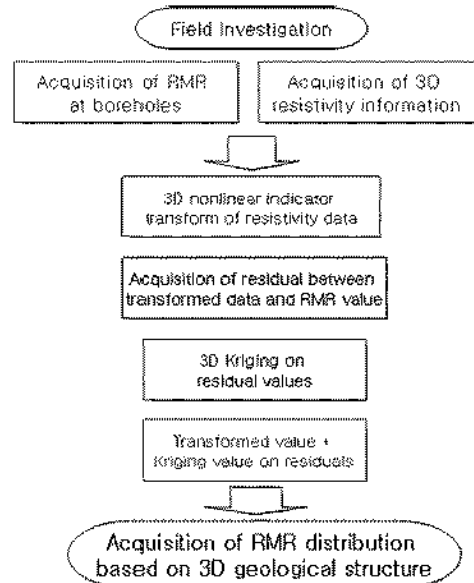 Field Investigation
Acquisition of RMR
at boreholes
Acquisition of 3D
resistivity information
3D nonlinear indicator
transform of resistivity data
Acquisition of residual between
transformed data and RMR value
3D Kriging on
residual values
Transformed value +
Kriging value on residuals
Acquisition of RMR distribution
based on 3D geological structure